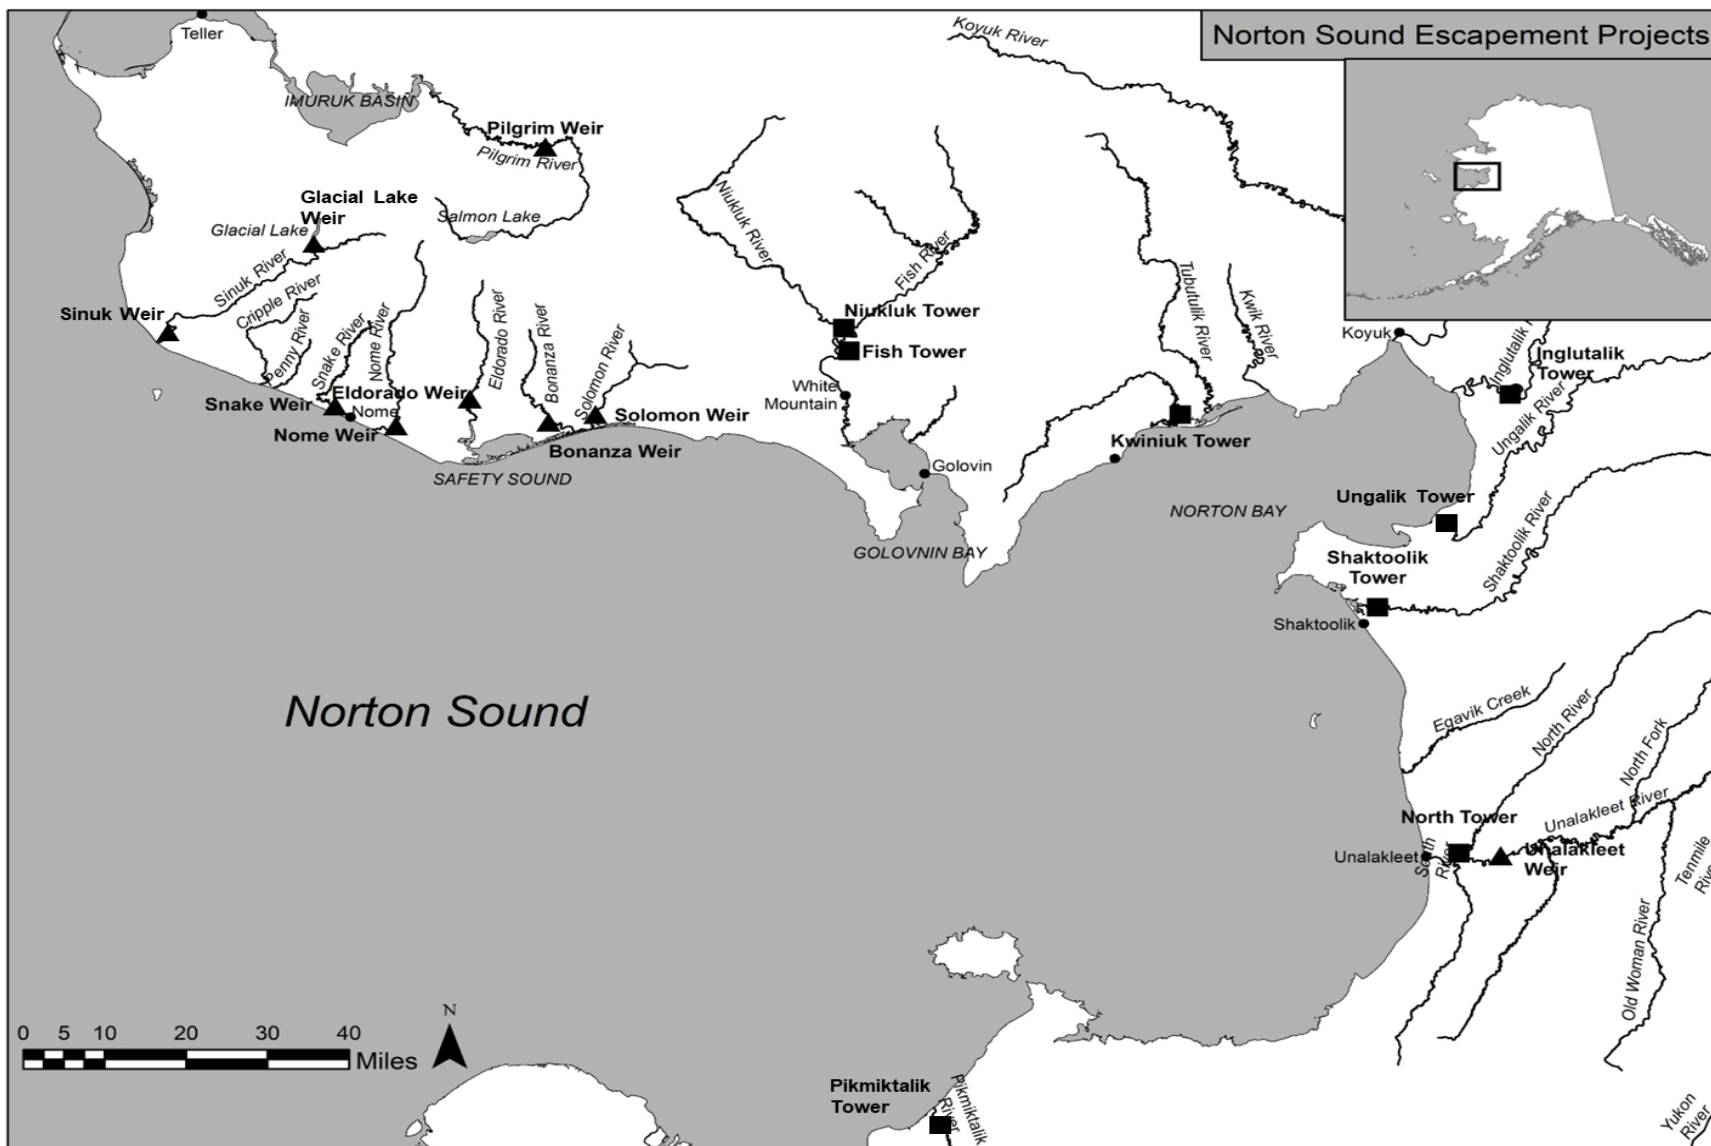 Norton Sound Escapement Projects
Teller
Koyuk River
IMURUK BASIN
Pilgrim Weir
Pilgrim River
Glacial Lake
Weir
Glacial Lake
Salmon Lake
Niukluk River
Fish River
Sinuk River
Cripple River
Tubutulik River
Kwik River
Sinuk Weir
Penny River
Snake River
Nome River
Eldorado River
Bonanza River
Solomon River
Niukluk Tower
Fish Tower
Koyuk
Inglutalik
Inglutalik
Tower
White
Mountain
Eldorado Weir
Snake Weir
Nome
Nome Weir
Solomon Weir
Bonanza Weir
Kwiniuk Tower
Ungalik River
SAFETY SOUND
Golovin
Ungalik Tower
NORTON BAY
GOLOVNIN BAY
Shaktoolik
Tower
Shaktoolik River
Shaktoolik
Norton Sound
Egavik Creek
North River
North Fork
North Tower
Unalakleet River
Unalakleet
South
River
Unalakleet
Weir
Tenmile
Old Woman River
N
0 5 10 20 30 40
Miles
Pikmiktalik
Tower
Pikmiktalik
River
Yukon
River